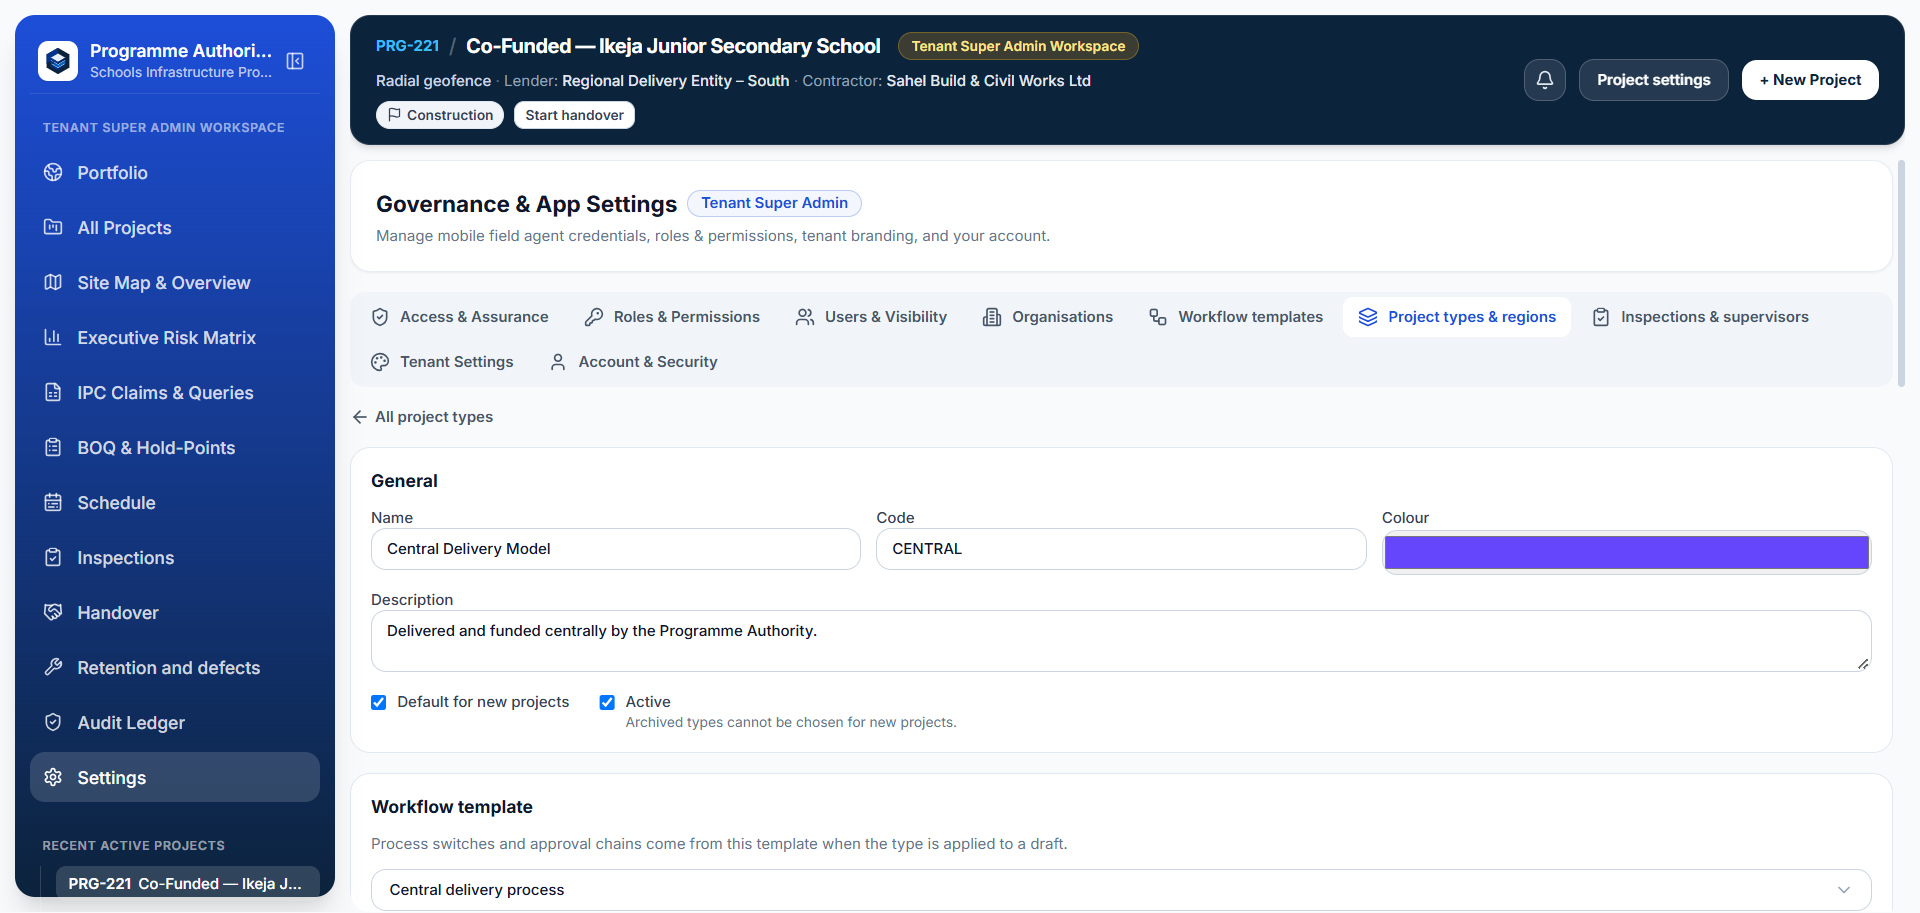 Programme Authori...
Schools Infrastructure Pro...
TENANT SUPER ADMIN WORKSPACE
Portfolio
All Projects
Site Map & Overview
Executive Risk Matrix
IPC Claims & Queries
BOQ & Hold-Points
Schedule
Inspections
Handover
Retention and defects
Audit Ledger
Settings
RECENT ACTIVE PROJECTS
PRG-221 Co-Funded — Ikeja J...
PRG-221 / Co-Funded — Ikeja Junior Secondary School Tenant Super Admin Workspace
Radial geofence · Lender: Regional Delivery Entity – South · Contractor: Sahel Build & Civil Works Ltd
Construction Start handover
Project settings
+ New Project
Governance & App Settings Tenant Super Admin
Manage mobile field agent credentials, roles & permissions, tenant branding, and your account.
Access & Assurance Roles & Permissions Users & Visibility Organisations Workflow templates Project types & regions Inspections & supervisors
Tenant Settings Account & Security
All project types
General
Name Code Colour
Central Delivery Model CENTRAL
Description
Delivered and funded centrally by the Programme Authority.
Default for new projects Active
Archived types cannot be chosen for new projects.
Workflow template
Process switches and approval chains come from this template when the type is applied to a draft.
Central delivery process